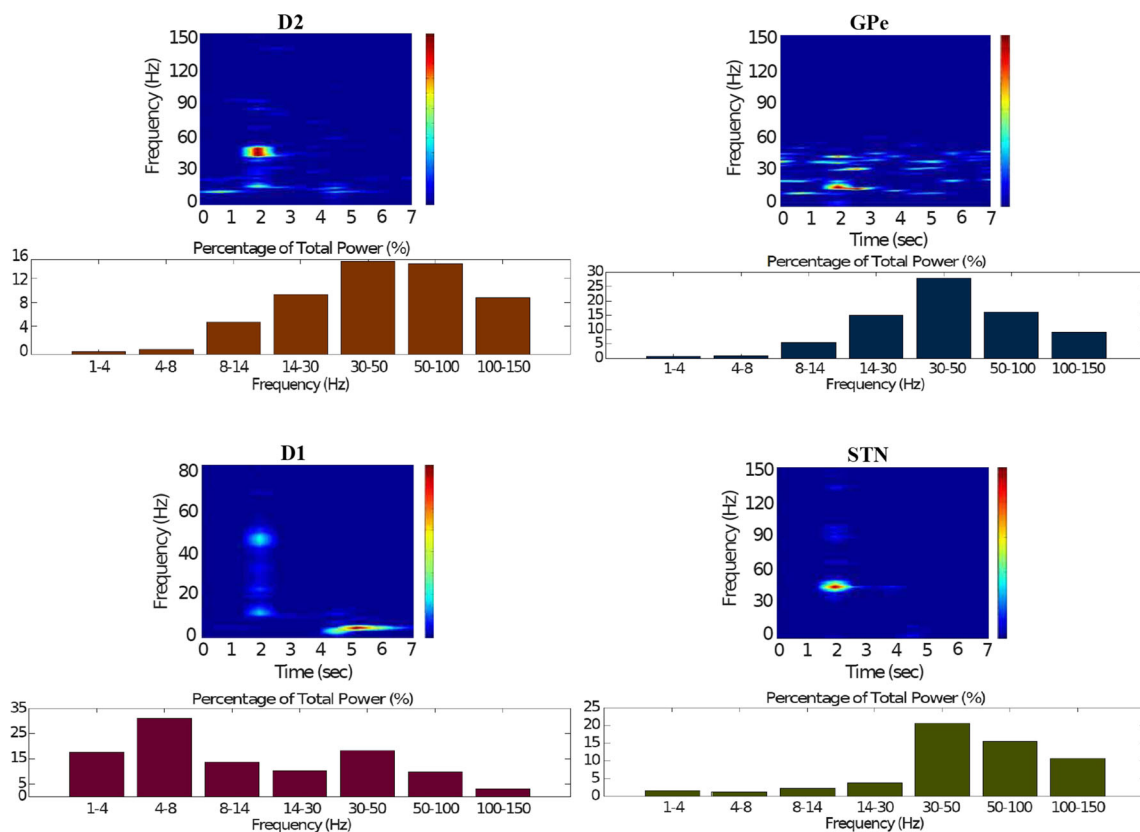 D2
150
120
90
60
30
0
Frequency (Hz)
0 1 2 3 4 5 6 7
Percentage of Total Power (%)
16
12
8
4
0
1-4 4-8 8-14 14-30 30-50 50-100 100-150
Frequency (Hz)
GPe
150
120
90
60
30
0
Frequency (Hz)
0 1 2 3 4 5 6 7
Time (sec)
Percentage of Total Power (%)
30
25
20
15
10
5
0
1-4 4-8 8-14 14-30 30-50 50-100 100-150
Frequency (Hz)
D1
80
60
40
20
0
Frequency (Hz)
0 1 2 3 4 5 6 7
Time (sec)
Percentage of Total Power (%)
35
25
15
5
0
1-4 4-8 8-14 14-30 30-50 50-100 100-150
Frequency (Hz)
STN
150
120
90
60
30
0
Frequency (Hz)
0 1 2 3 4 5 6 7
Time (sec)
Percentage of Total Power (%)
25
20
15
10
5
0
1-4 4-8 8-14 14-30 30-50 50-100 100-150
Frequency (Hz)